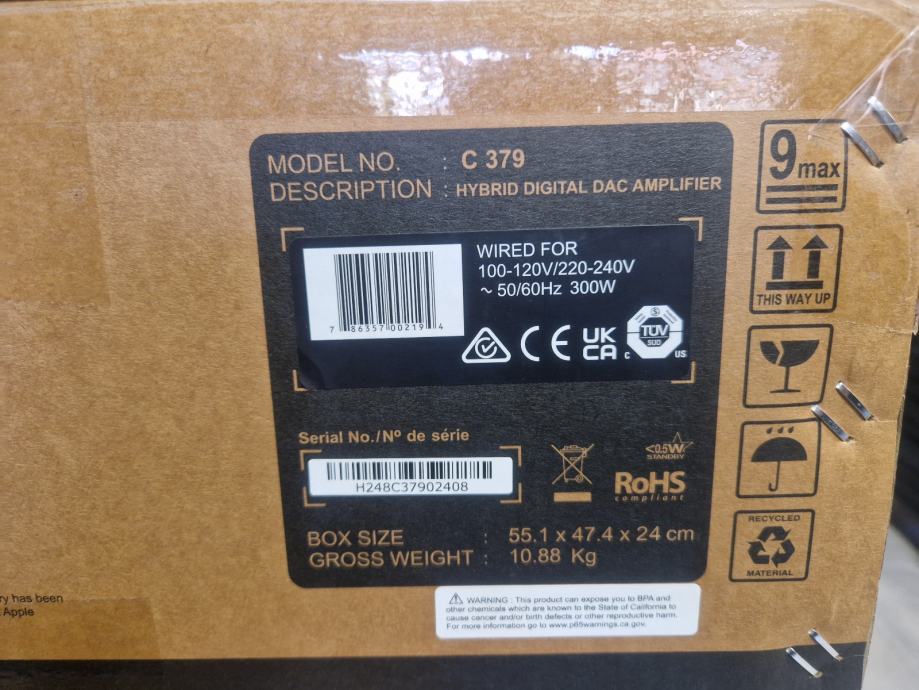 MODEL NO. : C 379
DESCRIPTION : HYBRID DIGITAL DAC AMPLIFIER
WIRED FOR
100-120V/220-240V
~ 50/60Hz 300W
7 86357 00219 4
CE
UK
CA
c TÜV SUD us
Serial No./Nº de série
H248C37902408
<0.5W
STANDBY
RoHS
compliant
BOX SIZE : 55.1 x 47.4 x 24 cm
GROSS WEIGHT : 10.88 Kg
9 max
THIS WAY UP
RECYCLED
MATERIAL
WARNING : This product can expose you to BPA and
other chemicals which are known to the State of California to
cause cancer and/or birth defects or other reproductive harm.
For more information go to www.p65warnings.ca.gov.
ry has been
Apple